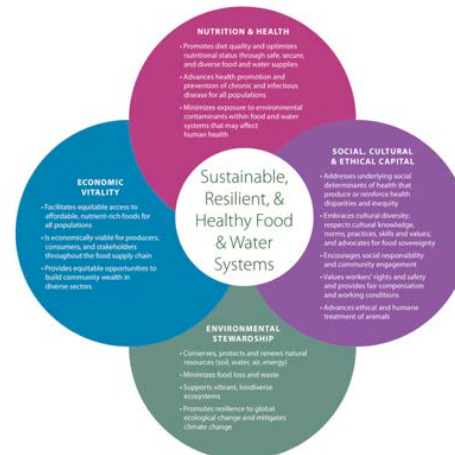 NUTRITION & HEALTH
• Promotes diet quality and optimizes
nutritional status through safe, secure,
and diverse food and water supplies
• Advances health promotion and
prevention of chronic and infectious
disease for all populations
• Minimizes exposure to environmental
contaminants within food and water
systems that may affect
human health
ECONOMIC
VITALITY
• Facilitates equitable access to
affordable, nutrient-rich foods for
all populations
• Is economically viable for producers,
consumers, and stakeholders
throughout the food supply chain
• Provides equitable opportunities to
build community wealth in
diverse sectors
Sustainable,
Resilient, &
Healthy Food
& Water
Systems
SOCIAL, CULTURAL
& ETHICAL CAPITAL
• Addresses underlying social
determinants of health that
produce or reinforce health
disparities and inequity
• Embraces cultural diversity;
respects cultural knowledge,
norms, practices, skills and values;
and advocates for food sovereignty
• Encourages social responsibility
and community engagement
• Values workers' rights and safety
and provides fair compensation
and working conditions
• Advances ethical and humane
treatment of animals
ENVIRONMENTAL
STEWARDSHIP
• Conserves, protects and renews natural
resources (soil, water, air, energy)
• Minimizes food loss and waste
• Supports vibrant, biodiverse
ecosystems
• Promotes resilience to global
ecological change and mitigates
climate change